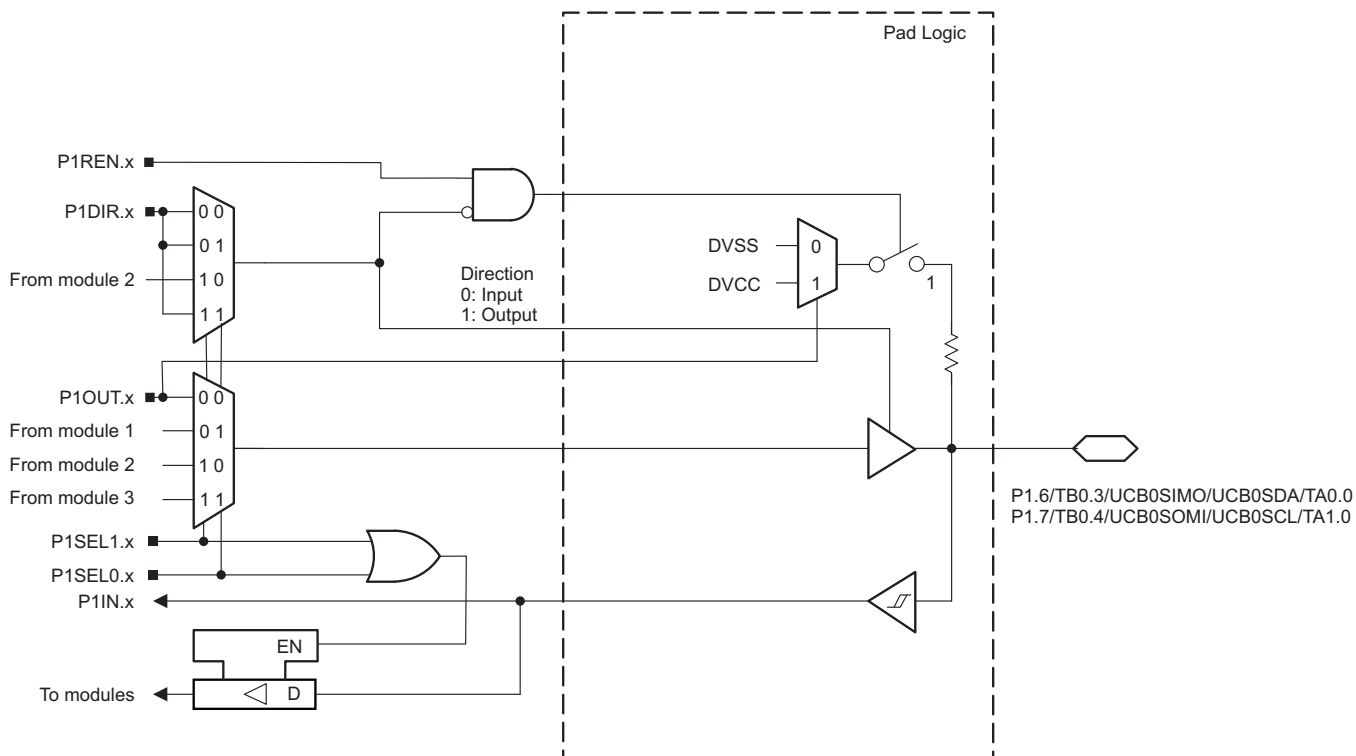 Pad Logic
P1REN.x
P1DIR.x
0 0
0 1
From module 2
1 0
1 1
Direction
0: Input
1: Output
DVSS
0
DVCC
1
1
P1OUT.x
0 0
From module 1
0 1
From module 2
1 0
From module 3
1 1
P1.6/TB0.3/UCB0SIMO/UCB0SDA/TA0.0
P1.7/TB0.4/UCB0SOMI/UCB0SCL/TA1.0
P1SEL1.x
P1SEL0.x
P1IN.x
EN
To modules
D